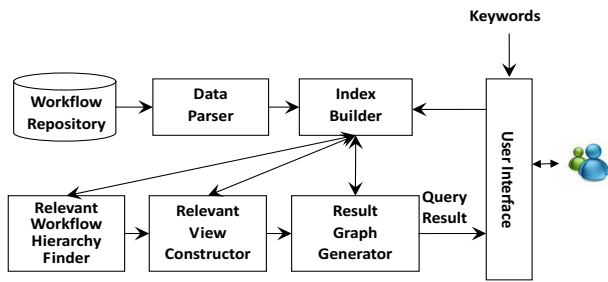 Keywords
Workflow
Repository
Data
Parser
Index
Builder
User Interface
Relevant
Workflow
Hierarchy
Finder
Relevant
View
Constructor
Result
Graph
Generator
Query
Result